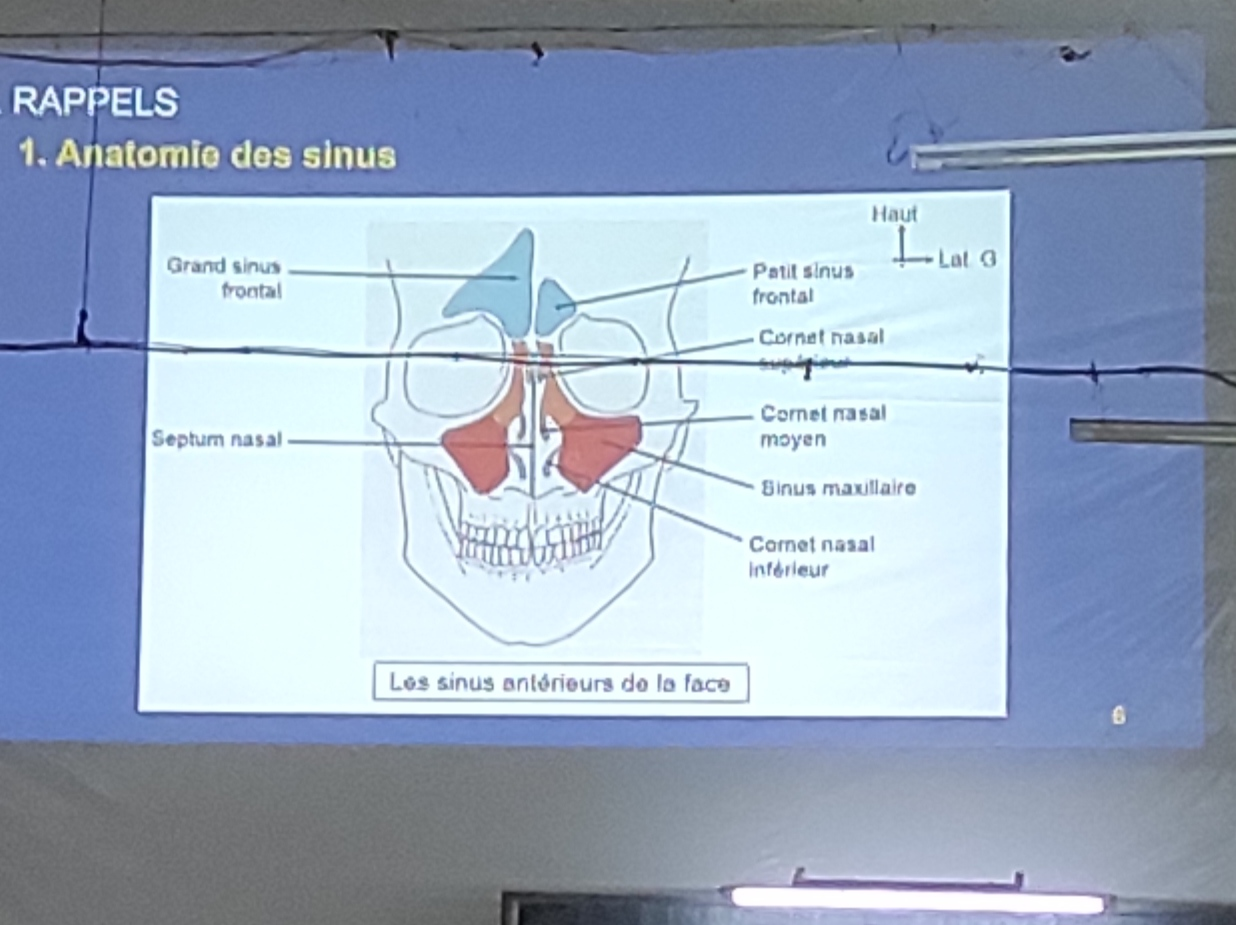 RAPPELS
1. Anatomie des sinus
Haut
Lat G
Grand sinus
frontal
Petit sinus
frontal
Cornet nasal
supérieur
Cornet nasal
moyen
Septum nasal
Sinus maxillaire
Cornet nasal
inférieur
Les sinus antérieurs de la face
6